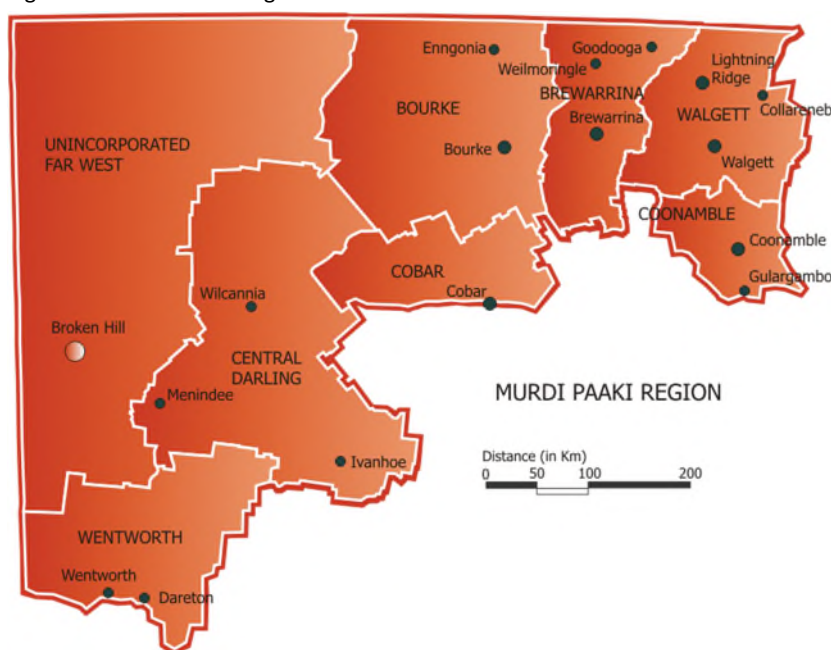 Enngonia
Goodooga
Weilmoringle
Lightning
Ridge
BOURKE
BREWARRINA
Collareneb
WALGETT
Brewarrina
UNINCORPORATED
FAR WEST
Bourke
Walgett
COONAMBLE
Coonamble
COBAR
Gulargambo
Wilcannia
Cobar
Broken Hill
CENTRAL
DARLING
MURDI PAAKI REGION
Menindee
Distance (in Km)
Ivanhoe
0 50 100 200
WENTWORTH
Wentworth
Dareton